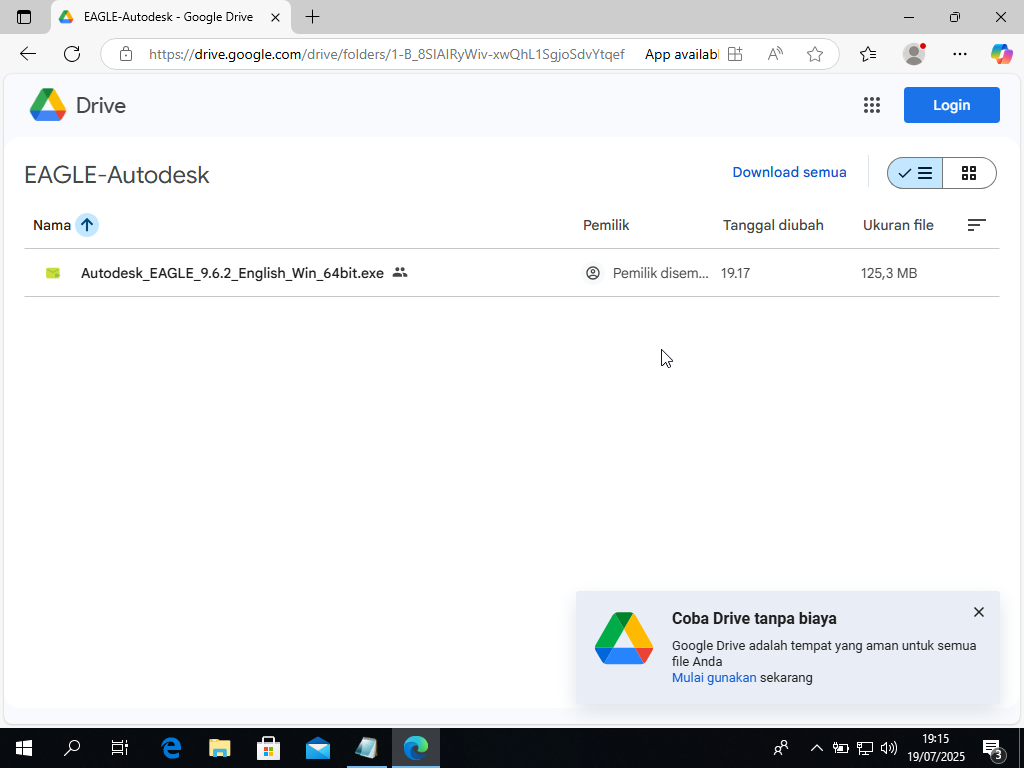 EAGLE-Autodesk - Google Drive
https://drive.google.com/drive/folders/1-B_8SIAIRyWiv-xwQhL1SgjoSdvYtqef
App availabl
Drive
Login
EAGLE-Autodesk
Download semua
Nama
Pemilik
Tanggal diubah
Ukuran file
Autodesk_EAGLE_9.6.2_English_Win_64bit.exe
Pemilik disem...
19.17
125,3 MB
Coba Drive tanpa biaya
Google Drive adalah tempat yang aman untuk semua
file Anda
Mulai gunakan sekarang
19:15
19/07/2025
3